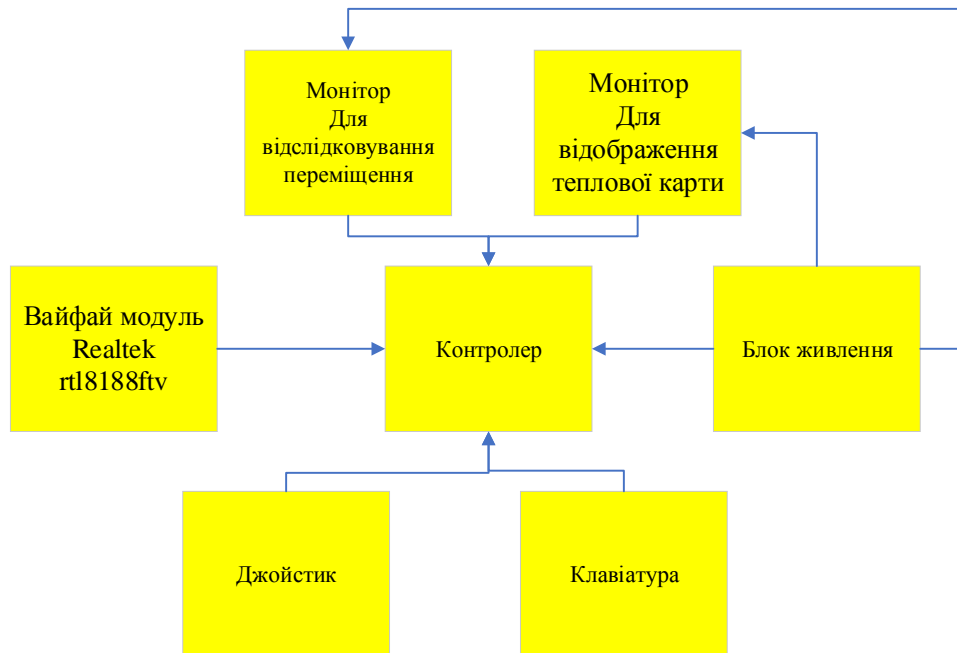 Монітор
Для
відслідковування
переміщення
Монітор
Для
відображення
теплової карти
Вайфай модуль
Realtek
rtl8188ftv
Контролер
Блок живлення
Джойстик
Клавіатура